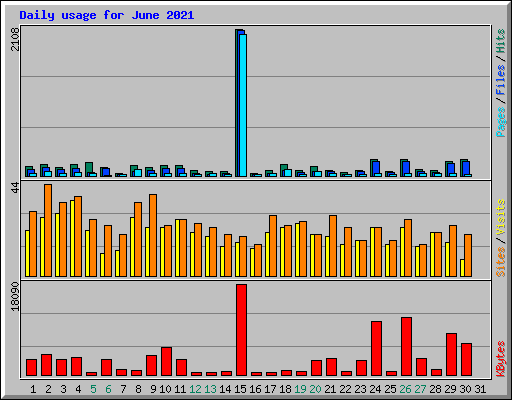 Daily usage for June 2021
2108
Pages / Files / Hits
44
Sites / Visits
18090
KBytes
1 2 3 4 5 6 7 8 9 10 11 12 13 14 15 16 17 18 19 20 21 22 23 24 25 26 27 28 29 30 31